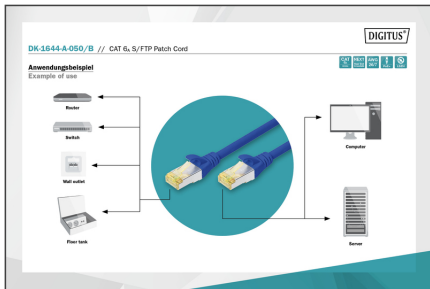 DIGITUS®
DK-1644-A-050/B // CAT 6A S/FTP Patch Cord
Anwendungsbeispiel
Example of use
Router
Switch
Wall outlet
Floor tank
Computer
Server